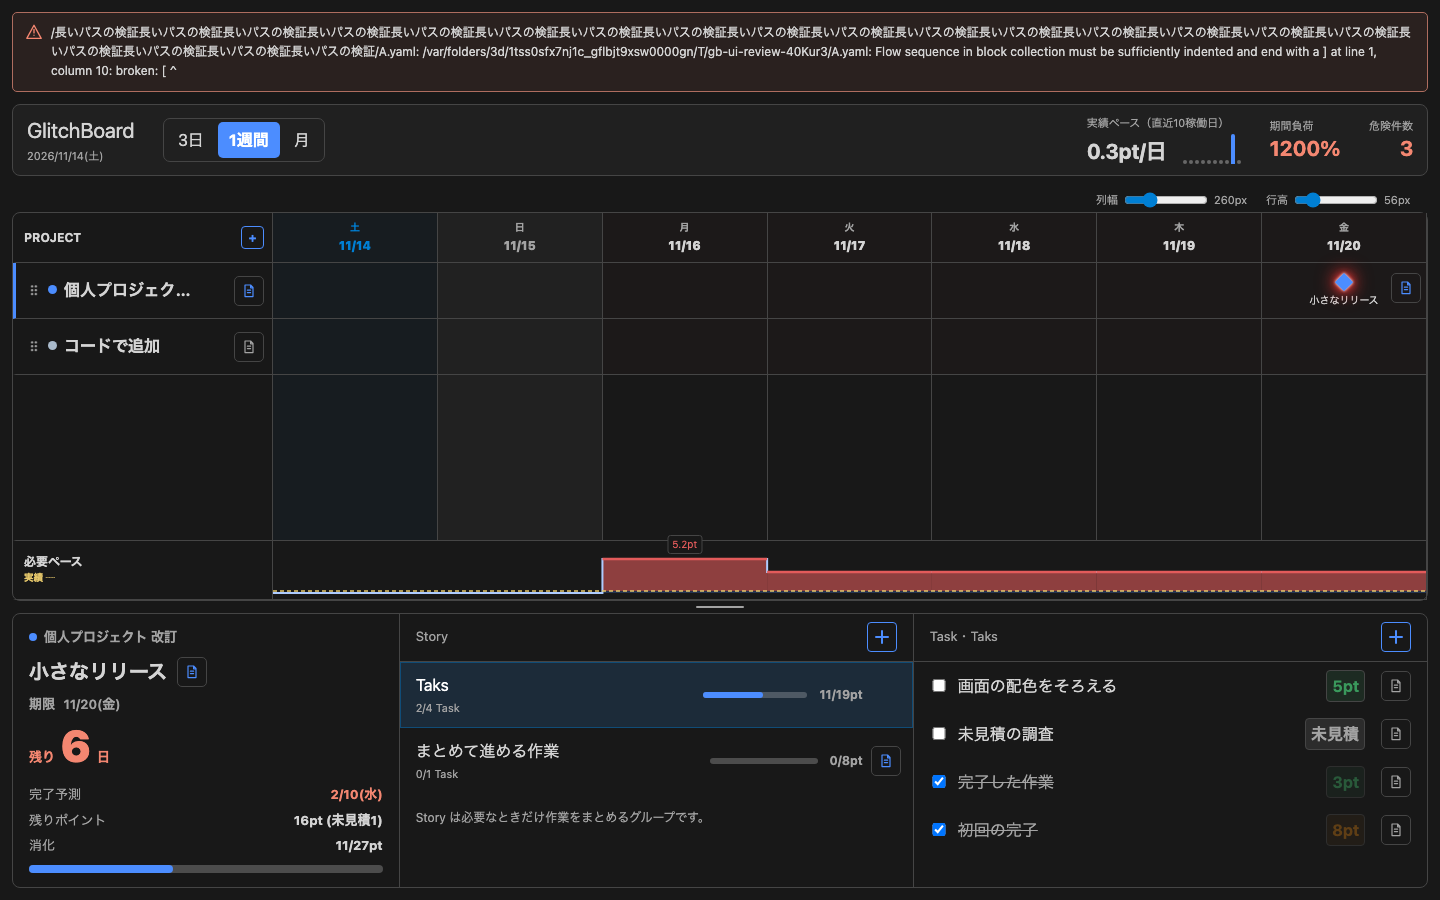 /長いパスの検証長いパスの検証長いパスの検証長いパスの検証長いパスの検証長いパスの検証長いパスの検証長いパスの検証長いパスの検証長いパスの検証長いパスの検証長いパスの検証長いパスの検証長いパスの検証長いパスの検証長いパスの検証長
いパスの検証長いパスの検証長いパスの検証長いパスの検証/A.yaml: /var/folders/3d/1tss0sfx7nj1c_gflbjt9xsw0000gn/T/gb-ui-review-40Kur3/A.yaml: Flow sequence in block collection must be sufficiently indented and end with a ] at line 1,
column 10: broken: [ ^
GlitchBoard
2026/11/14(土)
3日
1週間
月
実績ペース（直近10稼働日）
0.3pt/日
期間負荷
1200%
危険件数
3
列幅
260px
行高
56px
PROJECT
+
土
11/14
日
11/15
月
11/16
火
11/17
水
11/18
木
11/19
金
11/20
個人プロジェク...
小さなリリース
コードで追加
必要ペース
実績 —
5.2pt
個人プロジェクト 改訂
小さなリリース
期限 11/20(金)
残り 6 日
完了予測 2/10(水)
残りポイント 16pt (未見積1)
消化 11/27pt
Story
+
Taks
2/4 Task
11/19pt
まとめて進める作業
0/1 Task
0/8pt
Story は必要なときだけ作業をまとめるグループです。
Task · Taks
+
画面の配色をそろえる 5pt
未見積の調査 未見積
完了した作業 3pt
初回の完了 8pt